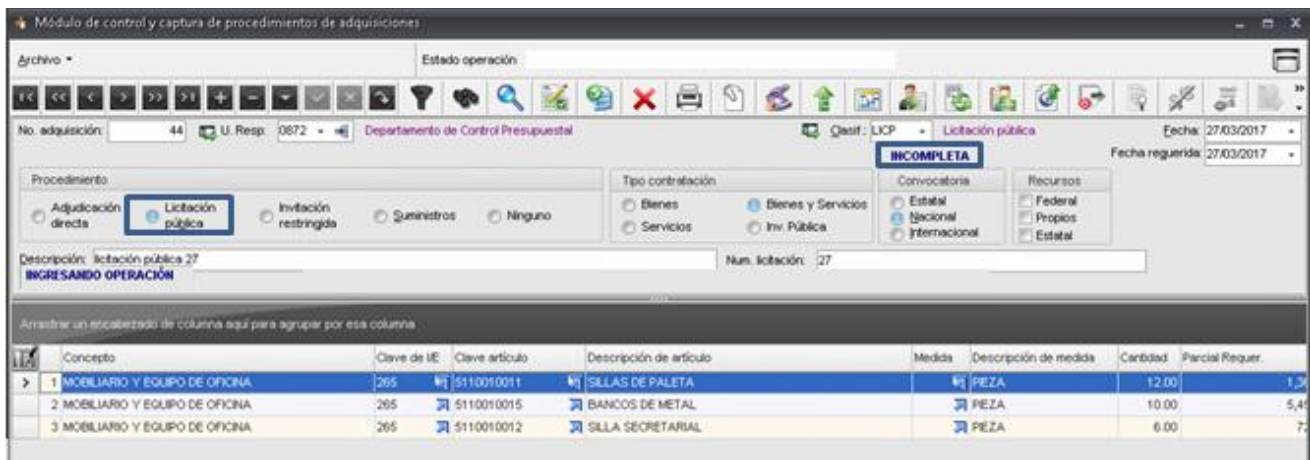 Módulo de control y captura de procedimientos de adquisiciones
Archivo Estado operación
No. adquisición: 44 U. Resp: 0872 Departamento de Control Presupuestal Clasif.: LICP Licitación pública Fecha: 27/03/2017
INCOMPLETA Fecha requerida: 27/03/2017
Procedimiento Tipo contratación Convocatoria Recursos
Adjudicación directa Licitación pública Invitación restringida Suministros Ninguno
Bienes Bienes y Servicios
Servicios Inv. Pública
Estatal
Nacional
Internacional
Federal
Propios
Estatal
Descripción: licitación pública 27 Num. licitación: 27
INGRESANDO OPERACIÓN
Arrastrar un encabezado de columna aquí para agrupar por esa columna
Concepto Clave de I/E Clave artículo Descripción de artículo Medida Descripción de medida Cantidad Parcial Requer.
1 MOBILIARIO Y EQUIPO DE OFICINA 265 5110010011 SILLAS DE PALETA PIEZA 12.00
2 MOBILIARIO Y EQUIPO DE OFICINA 265 5110010015 BANCOS DE METAL PIEZA 10.00
3 MOBILIARIO Y EQUIPO DE OFICINA 265 5110010012 SILLA SECRETARIAL PIEZA 6.00